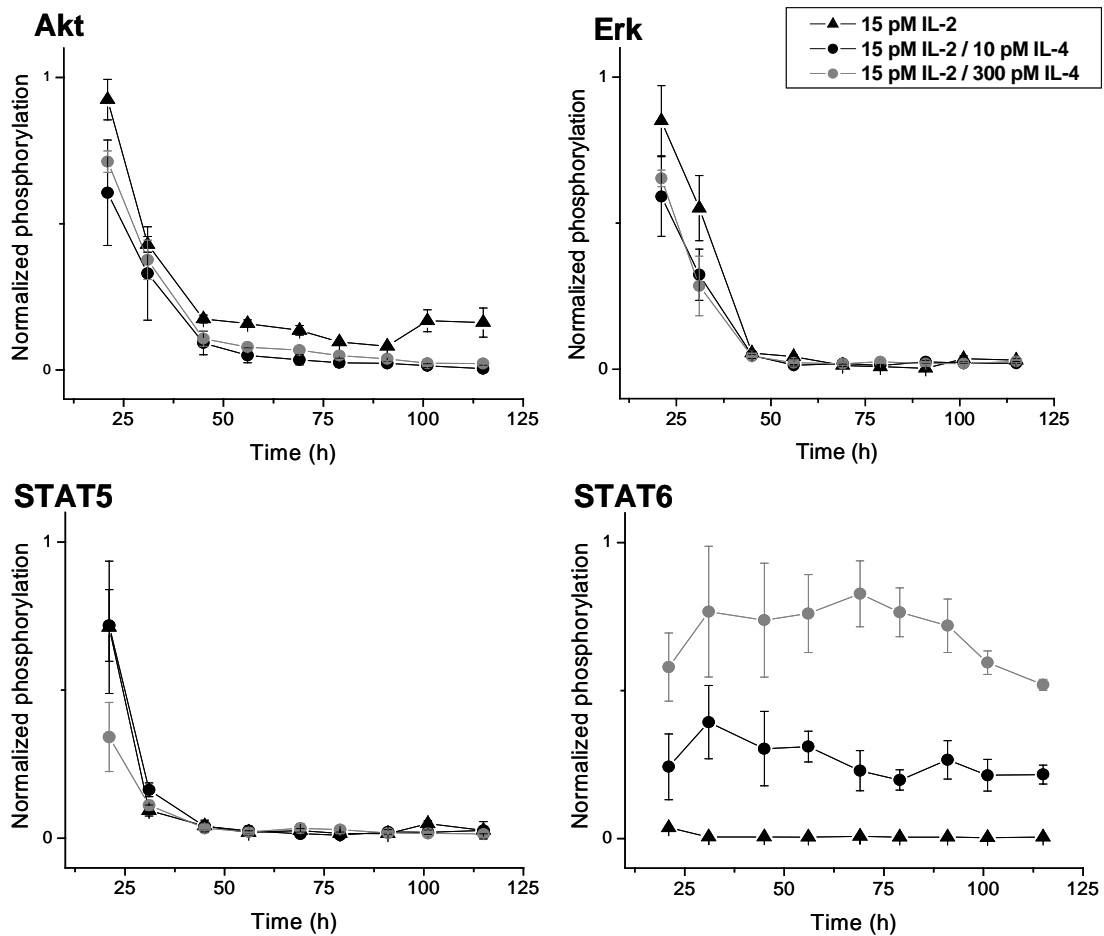 Akt
Erk
15 pM IL-2
15 pM IL-2 / 10 pM IL-4
15 pM IL-2 / 300 pM IL-4
Normalized phosphorylation
1
0
25 50 75 100 125
Time (h)
Normalized phosphorylation
1
0
25 50 75 100 125
Time (h)
STAT5
STAT6
Normalized phosphorylation
1
0
25 50 75 100 125
Time (h)
Normalized phosphorylation
1
0
25 50 75 100 125
Time (h)